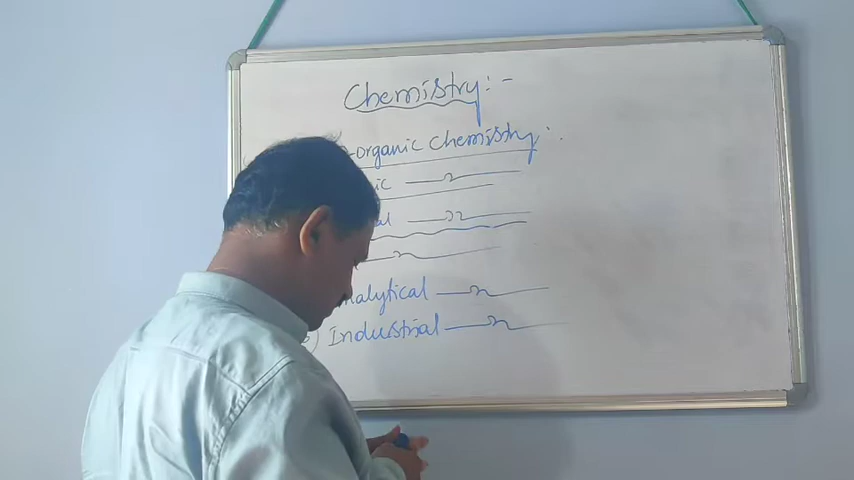 Chemistry:-
-organic chemistry:.
ic
al
nalytical
) Industrial